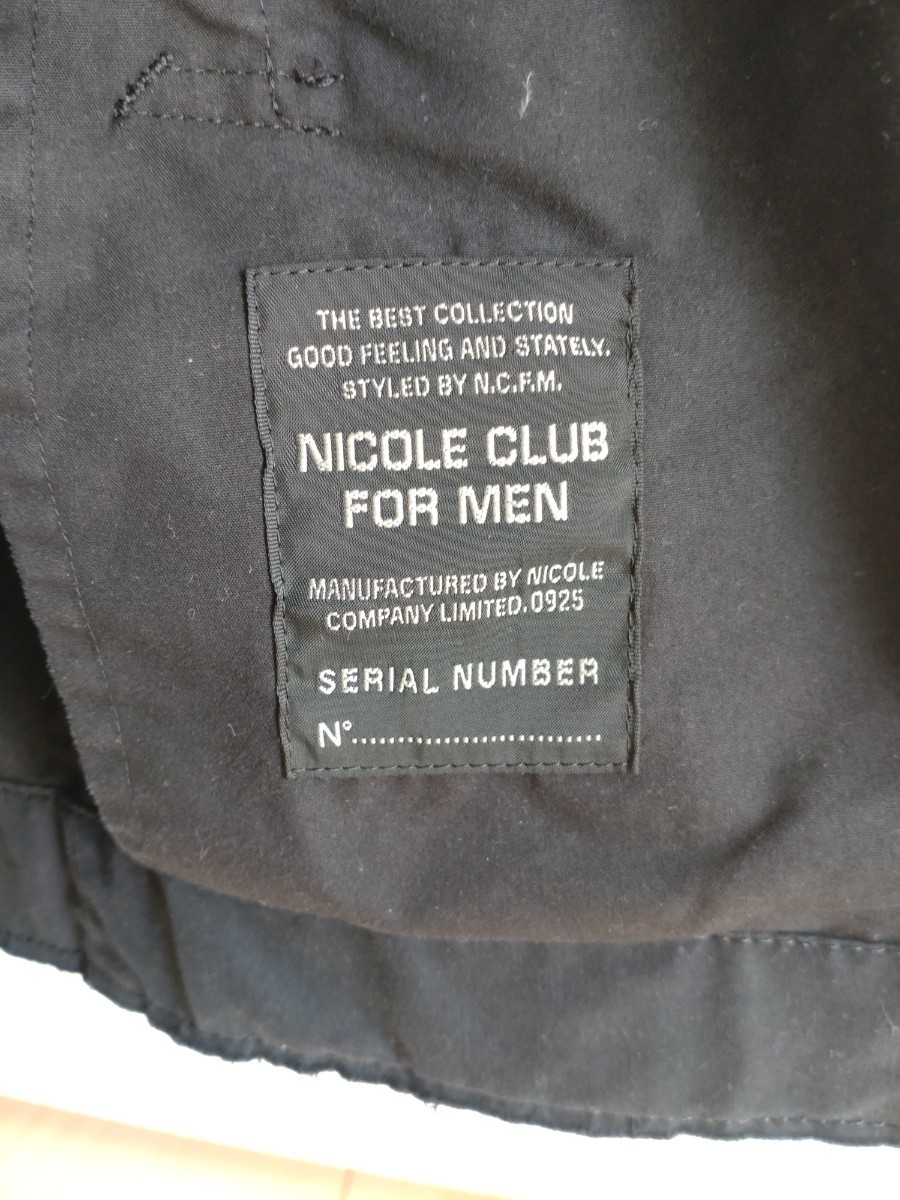 THE BEST COLLECTION
GOOD FEELING AND STATELY.
STYLED BY N.C.F.M.
NICOLE CLUB
FOR MEN
MANUFACTURED BY NICOLE
COMPANY LIMITED.0925
SERIAL NUMBER
N°............................